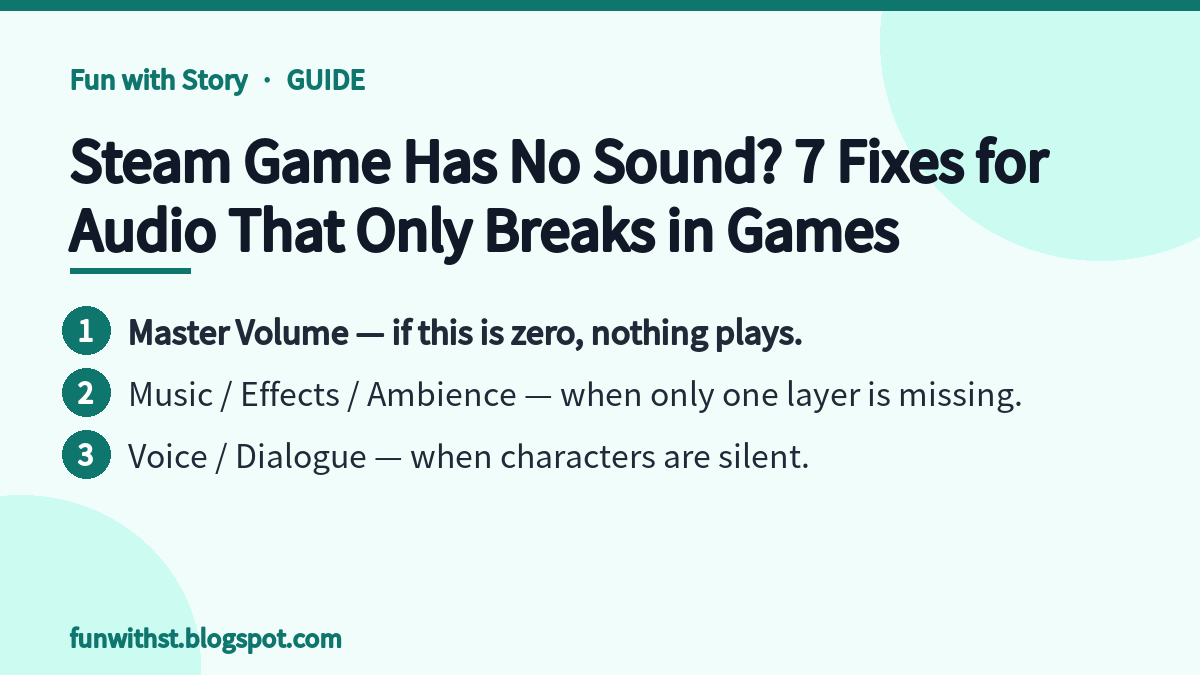 Fun with Story · GUIDE
Steam Game Has No Sound? 7 Fixes for
Audio That Only Breaks in Games
1 Master Volume — if this is zero, nothing plays.
2 Music / Effects / Ambience — when only one layer is missing.
3 Voice / Dialogue — when characters are silent.
funwithst.blogspot.com